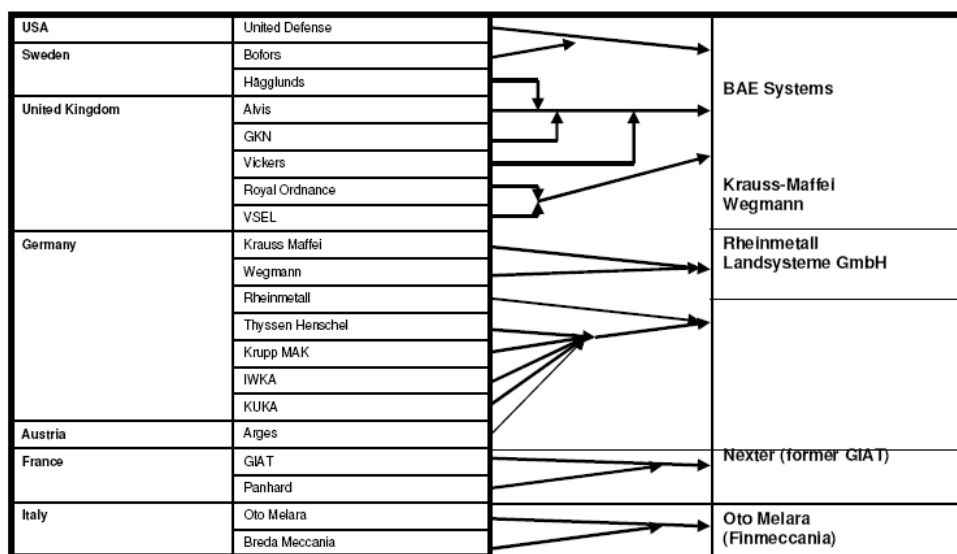 USA United Defense
Sweden Bofors
Hägglunds
BAE Systems
United Kingdom Alvis
GKN
Vickers
Royal Ordnance Krauss-Maffei
Wegmann
VSEL
Germany Krauss Maffei Rheinmetall
Landsysteme GmbH
Wegmann
Rheinmetall
Thyssen Henschel
Krupp MAK
IWKA
KUKA
Austria Arges
France GIAT Nexter (former GIAT)
Panhard
Italy Oto Melara Oto Melara
(Finmeccania)
Breda Meccania